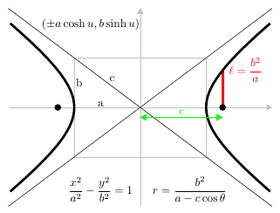 (±a cosh u, b sinh u)
ℓ = b²/a
b
c
a
c
x²/a² − y²/b² = 1
r = b²/(a − c cos θ)